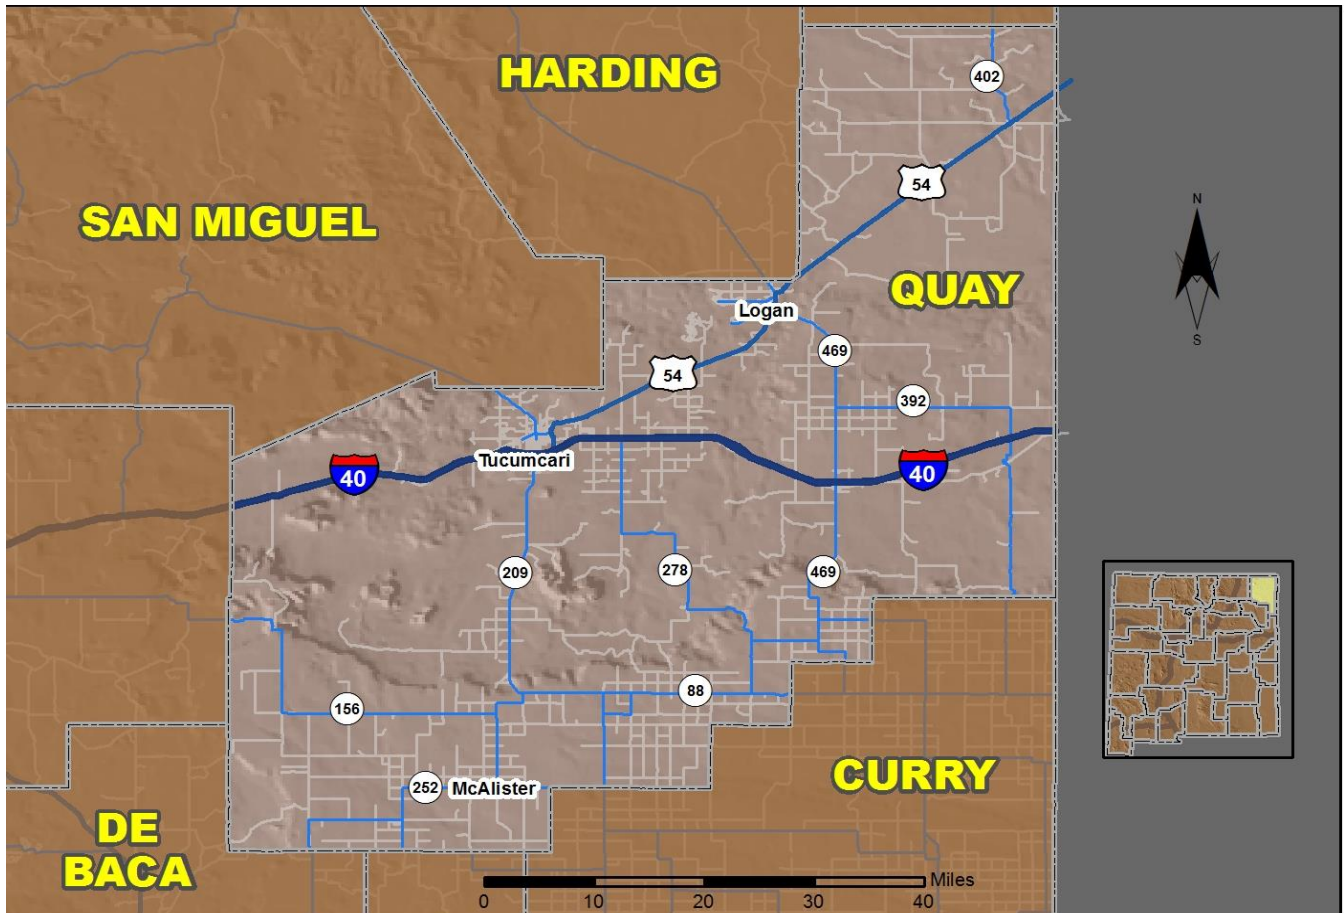 HARDING
402
54
SAN MIGUEL
N
QUAY
Logan
S
469
54
392
Tucumcari
40
40
209
278
469
88
156
CURRY
252
McAlister
DE
BACA
Miles
0
10
20
30
40